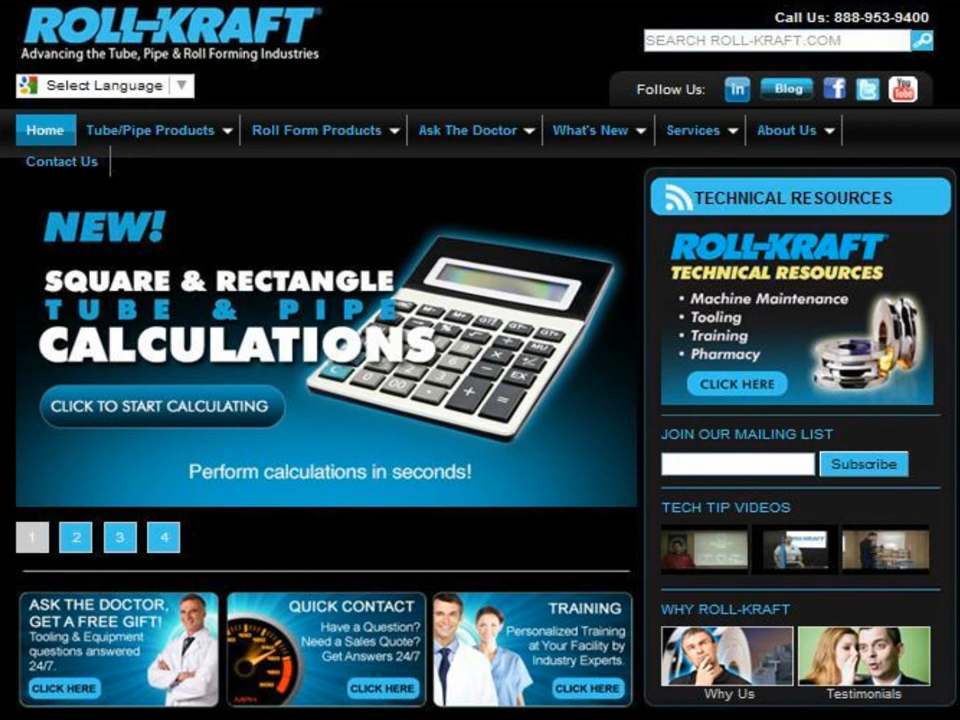 ROLL-KRAFT®
Advancing the Tube, Pipe & Roll Forming Industries
Call Us: 888-953-9400
SEARCH ROLL-KRAFT.COM
Select Language
Follow Us:
in
Blog
f
t
You Tube
Home
Tube/Pipe Products
Roll Form Products
Ask The Doctor
What's New
Services
About Us
Contact Us
NEW!
SQUARE & RECTANGLE
TUBE & PIPE
CALCULATIONS
CLICK TO START CALCULATING
Perform calculations in seconds!
1
2
3
4
ASK THE DOCTOR,
GET A FREE GIFT!
Tooling & Equipment
questions answered
24/7.
CLICK HERE
QUICK CONTACT
Have a Question?
Need a Sales Quote?
Get Answers 24/7
CLICK HERE
MPH
TRAINING
Personalized Training
at Your Facility by
Industry Experts.
CLICK HERE
TECHNICAL RESOURCES
ROLL-KRAFT®
TECHNICAL RESOURCES
• Machine Maintenance
• Tooling
• Training
• Pharmacy
CLICK HERE
JOIN OUR MAILING LIST
Subscribe
TECH TIP VIDEOS
WHY ROLL-KRAFT
Why Us
Testimonials